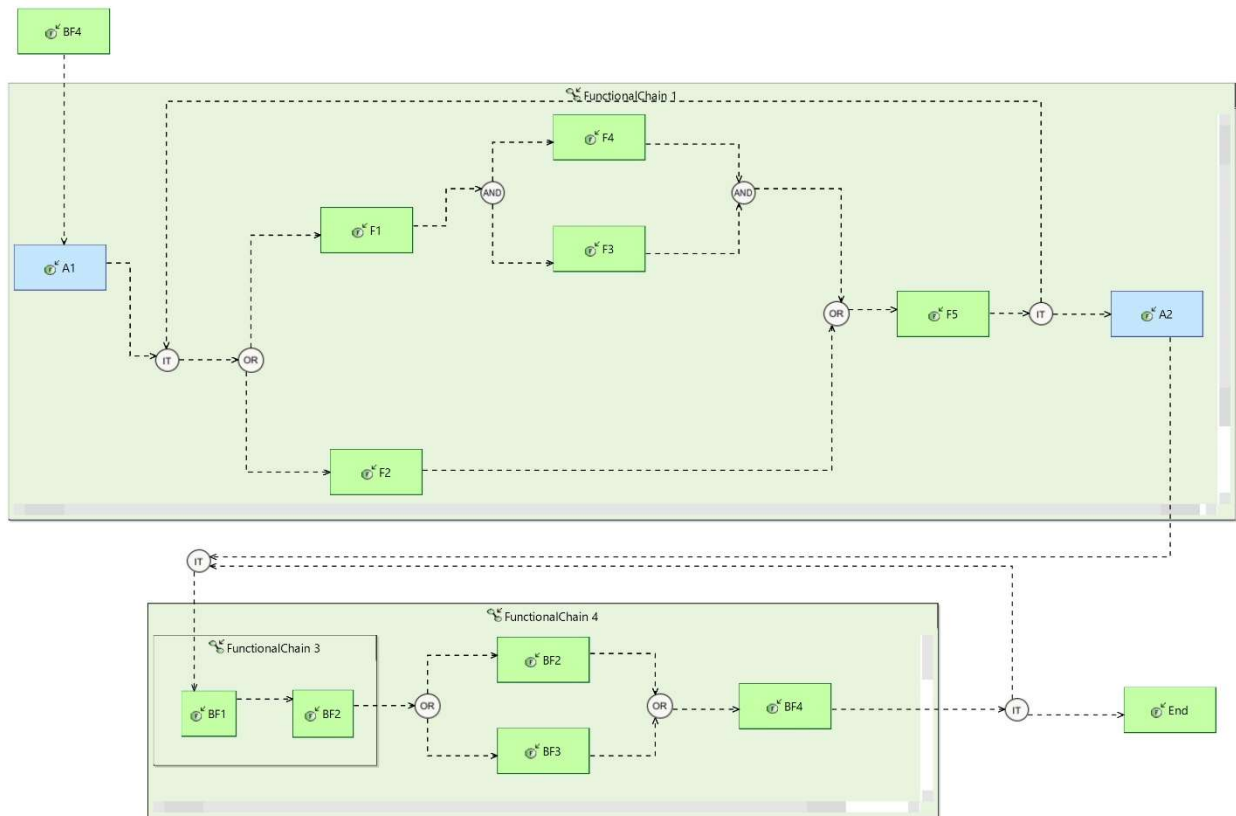 BF4
FunctionalChain 1
F4
AND
AND
F1
F3
A1
OR
F5
IT
A2
IT
OR
F2
IT
FunctionalChain 4
FunctionalChain 3
BF2
BF1
BF2
OR
OR
BF4
IT
End
BF3